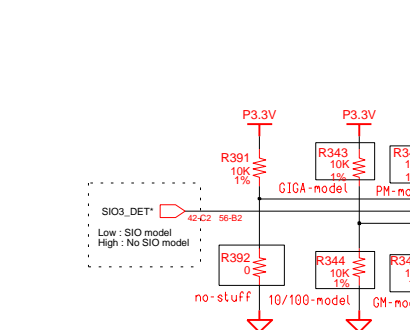 P3.3V
P3.3V
R391
10K
1%
R343
10K
1%
R34
GIGA-model
PM-mo
SIO3_DET*
42-C2 56-B2
Low : SIO model
High : No SIO model
R392
0
R344
10K
1%
R34
no-stuff
10/100-model
GM-mo